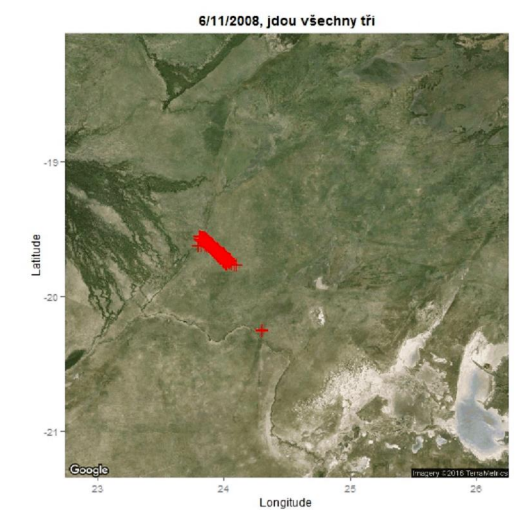 6/11/2008, jdou všechny tři
-19
-20
-21
Latitude
Google
Imagery ©2016 TerraMetrics
23
24
25
26
Longitude